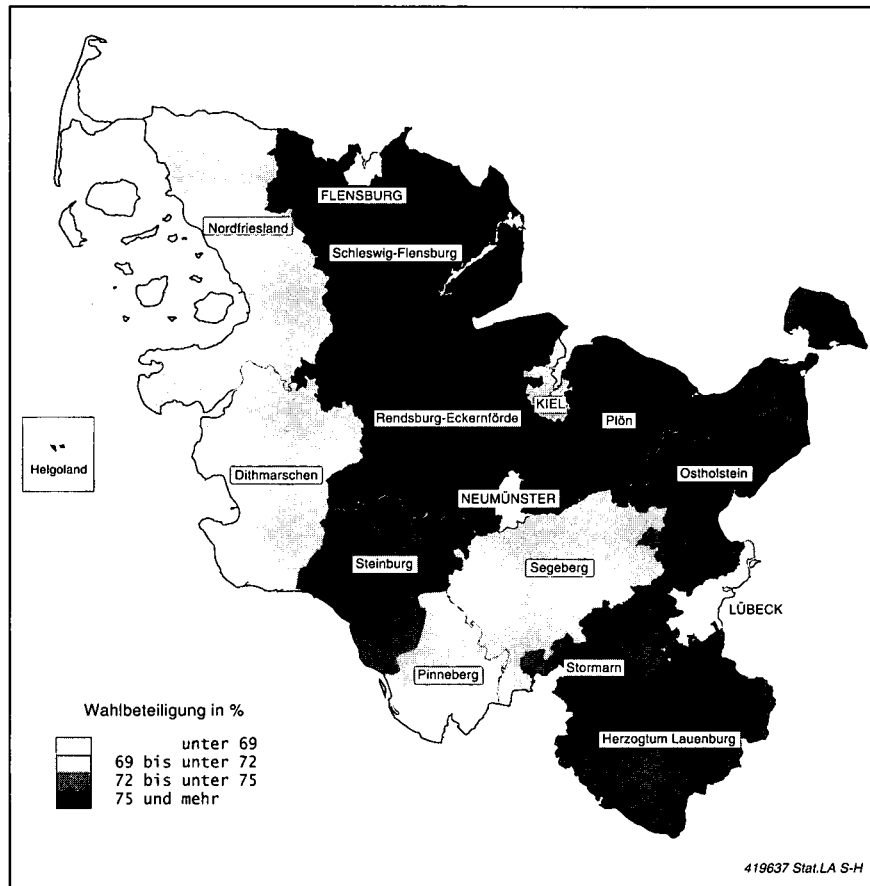 FLENSBURG
Nordfriesland
Schleswig-Flensburg
Rendsburg-Eckernförde
KIEL
Plön
Helgoland
Dithmarschen
Ostholstein
NEUMÜNSTER
Steinburg
Segeberg
LÜBECK
Pinneberg
Stormarn
Wahlbeteiligung in %
unter 69
69 bis unter 72
72 bis unter 75
75 und mehr
Herzogtum Lauenburg
419637 Stat.LA S-H